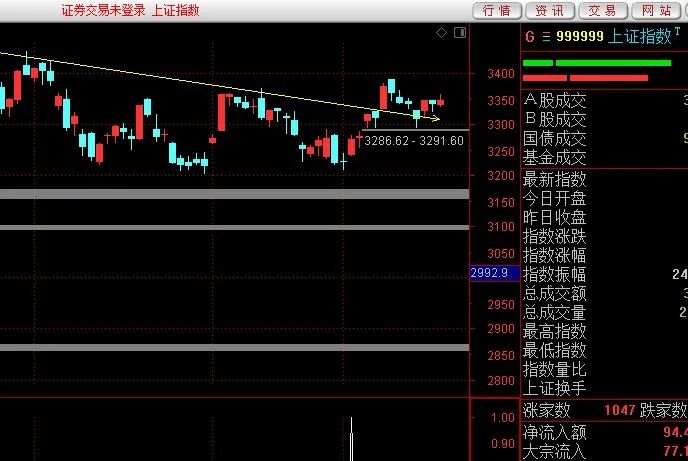 证券交易未登录 上证指数
行情 资讯 交易 网站
G 999999 上证指数 T
3400
3350
3300
3286.62 - 3291.60
3250
3200
3150
3100
3050
2992.9
2950
2900
2850
2800
1.00
0.90
A股成交
B股成交
国债成交
基金成交
最新指数
今日开盘
昨日收盘
指数涨跌
指数涨幅
指数振幅 24
总成交额
总成交量 2
最高指数
最低指数
指数量比
上证换手
涨家数 1047 跌家数
净流入额 94.4
大宗流入 77.1